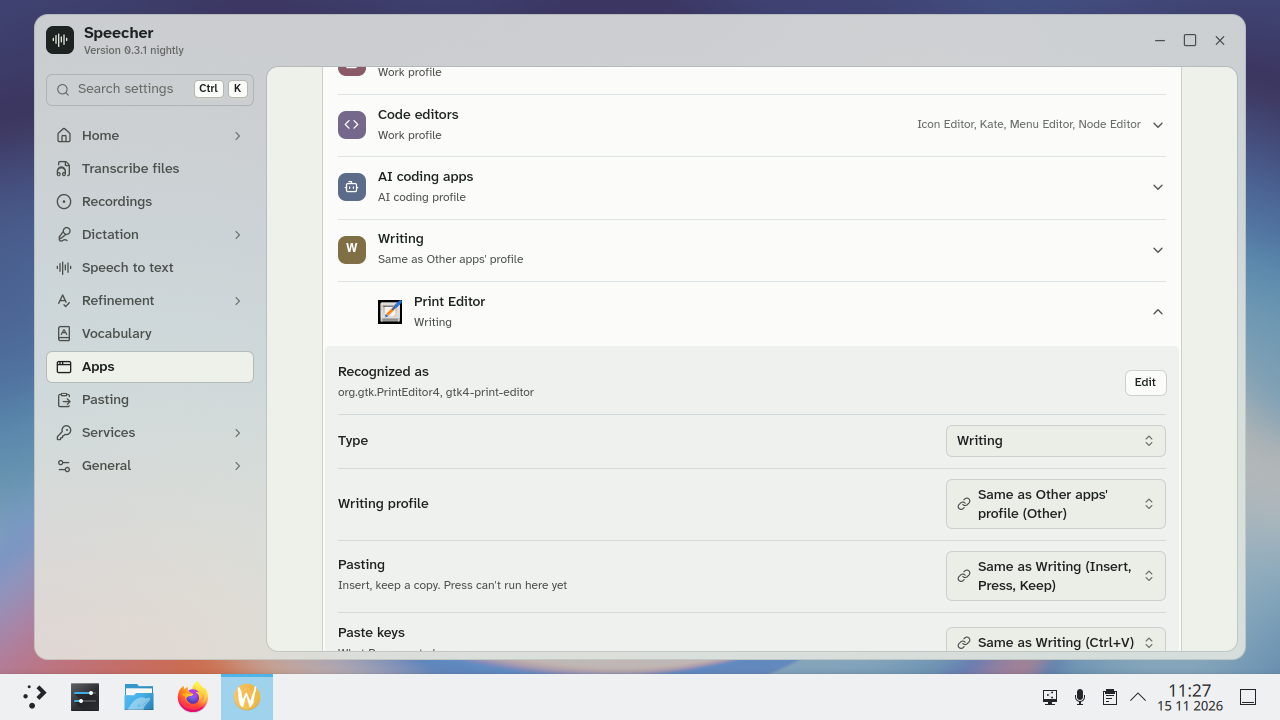 Speecher
Version 0.3.1 nightly
Search settings
Ctrl
K
Home
Transcribe files
Recordings
Dictation
Speech to text
Refinement
Vocabulary
Apps
Pasting
Services
General
Work profile
Code editors
Work profile
Icon Editor, Kate, Menu Editor, Node Editor
AI coding apps
AI coding profile
W
Writing
Same as Other apps' profile
Print Editor
Writing
Recognized as
org.gtk.PrintEditor4, gtk4-print-editor
Edit
Type
Writing
Writing profile
Same as Other apps'
profile (Other)
Pasting
Insert, keep a copy. Press can't run here yet
Same as Writing (Insert,
Press, Keep)
Paste keys
Same as Writing (Ctrl+V)
W
11:27
15 11 2026